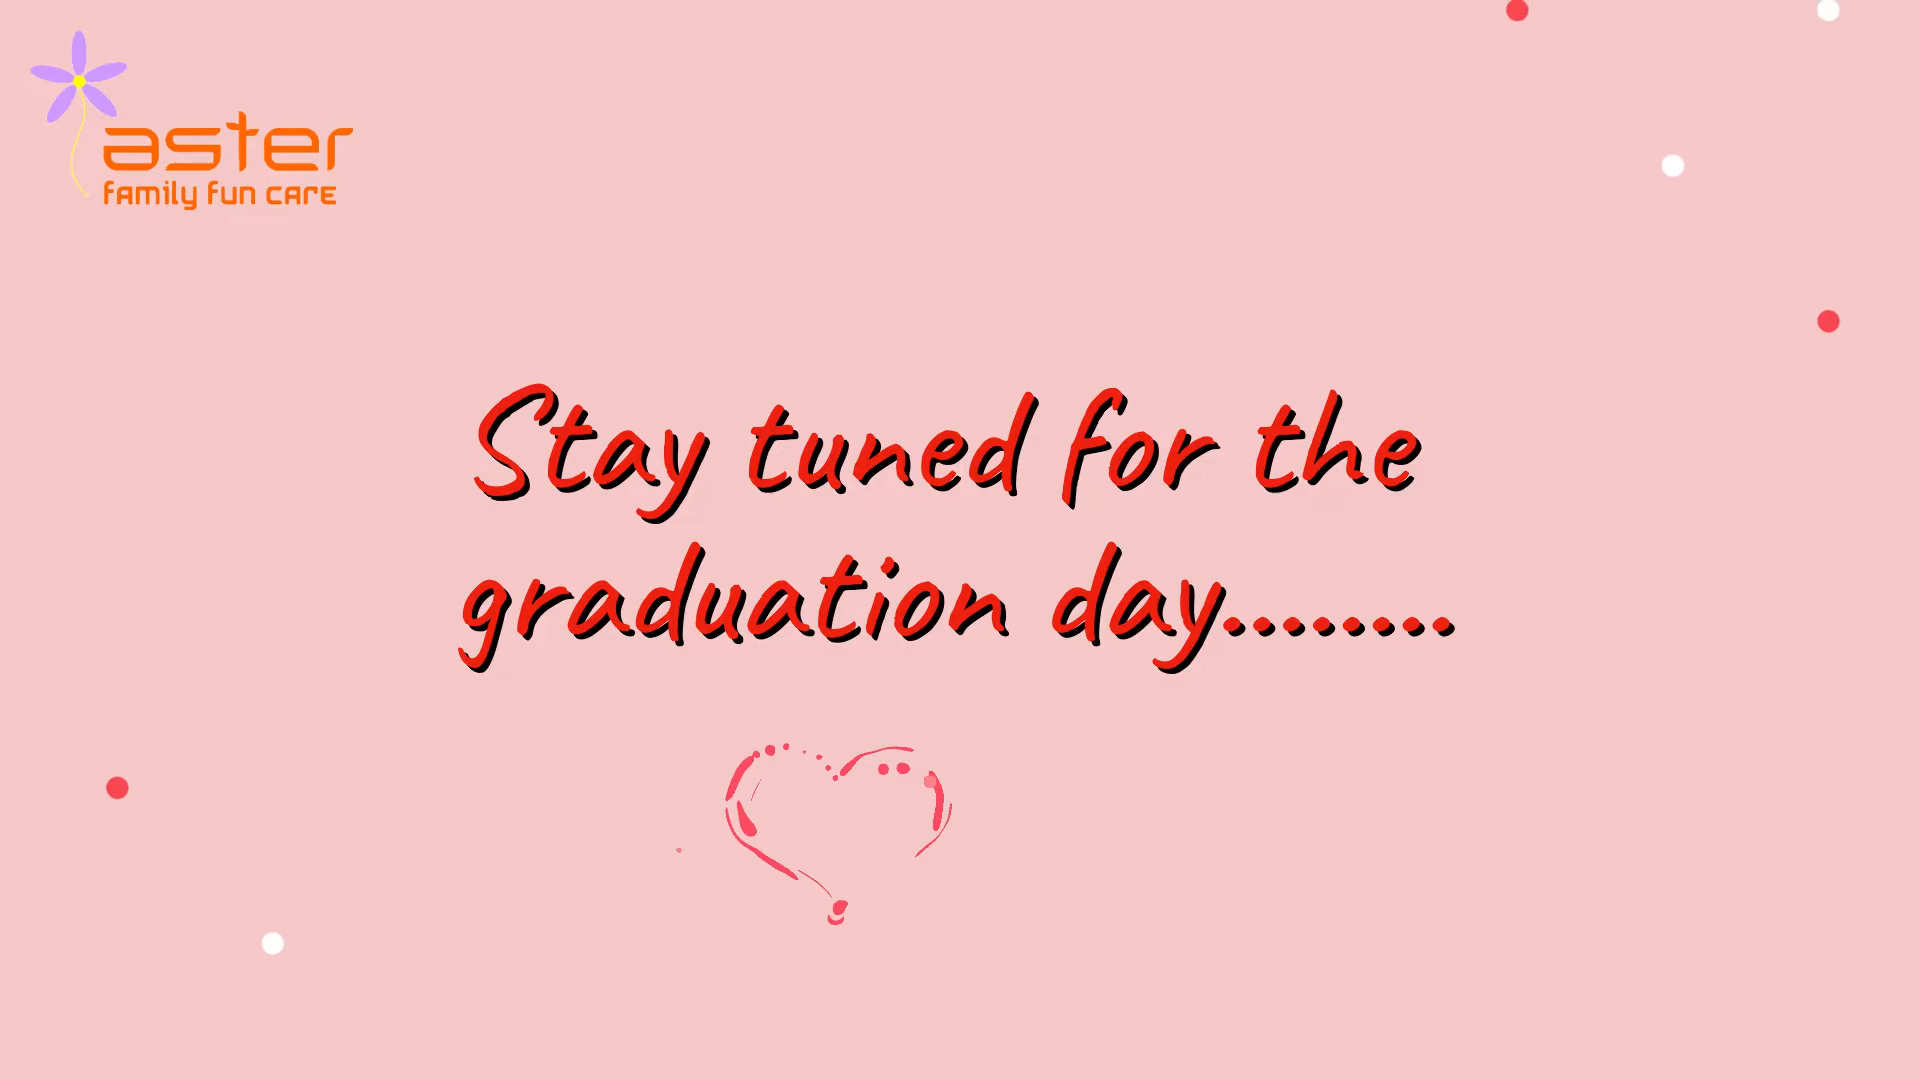 aster
family fun care
Stay tuned for the
graduation day........